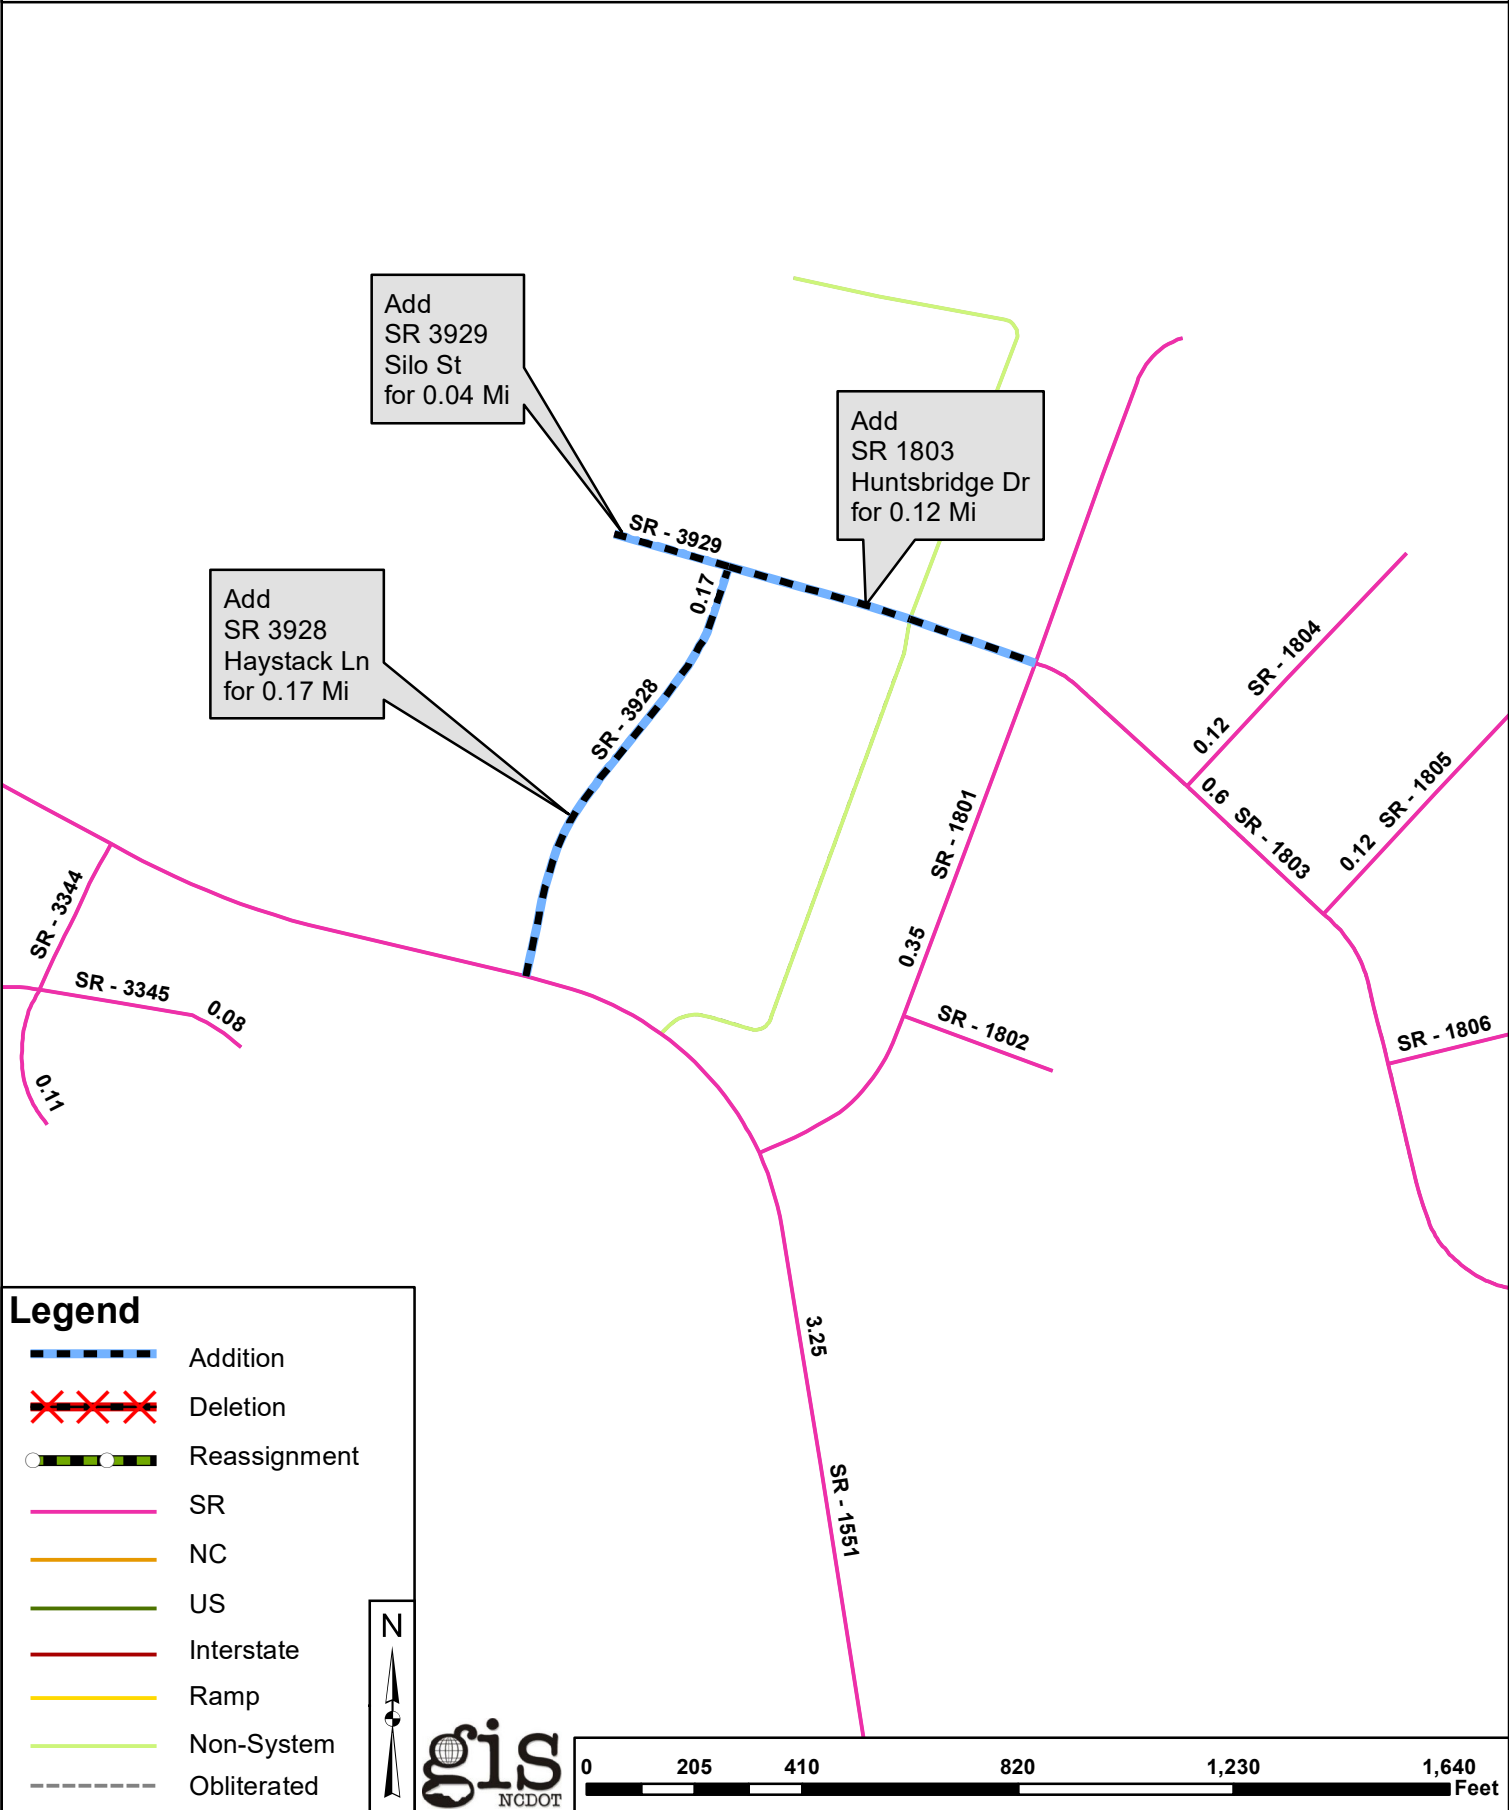 Add
SR 3929
Silo St
for 0.04 Mi
Add
SR 1803
Huntsbridge Dr
for 0.12 Mi
SR - 3929
0.17
Add
SR 3928
Haystack Ln
for 0.17 Mi
SR - 3928
SR - 1804
0.12
0.6 SR - 1803
0.12 SR - 1805
SR - 1801
0.35
SR - 3344
SR - 3345
0.08
0.11
SR - 1802
SR - 1806
3.25
SR - 1551
Legend
Addition
Deletion
Reassignment
SR
NC
US
Interstate
Ramp
Non-System
Obliterated
N
gis
NCDOT
0 205 410 820 1,230 1,640
Feet